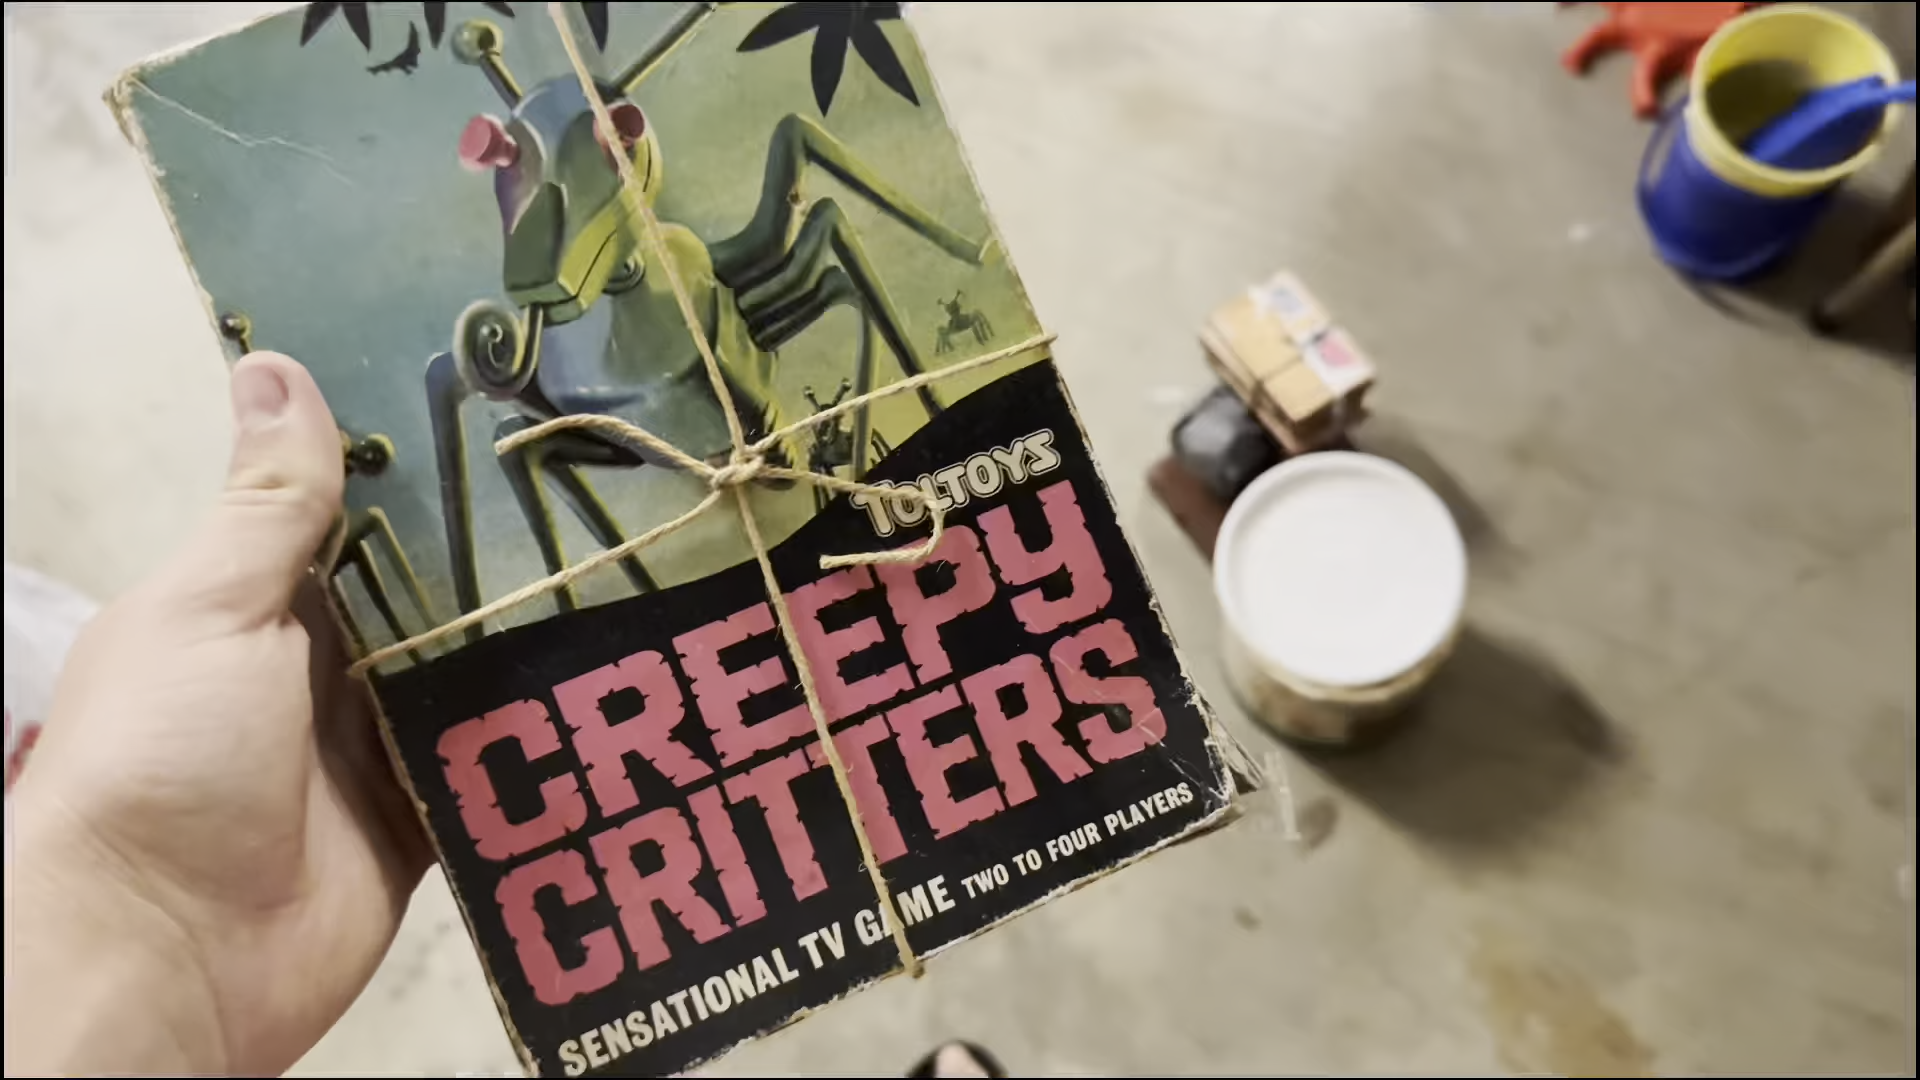 TOLTOYS
CREEPY
CRITTERS
SENSATIONAL TV GAME TWO TO FOUR PLAYERS